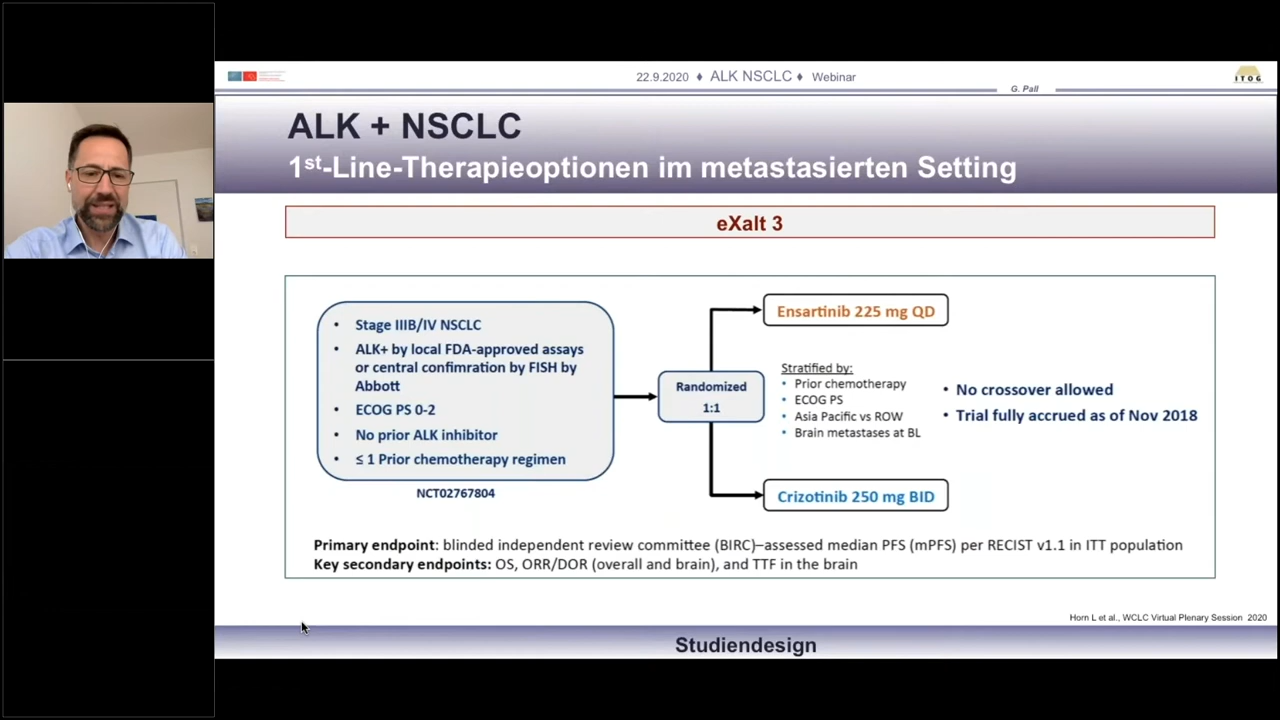 22.9.2020 ♦ ALK NSCLC ♦ Webinar
G. Pall
ITOG
ALK + NSCLC
1st-Line-Therapieoptionen im metastasierten Setting
eXalt 3
• Stage IIIB/IV NSCLC
• ALK+ by local FDA-approved assays
or central confimration by FISH by
Abbott
• ECOG PS 0-2
• No prior ALK inhibitor
• ≤ 1 Prior chemotherapy regimen
NCT02767804
Randomized
1:1
Ensartinib 225 mg QD
Stratified by:
• Prior chemotherapy
• ECOG PS
• Asia Pacific vs ROW
• Brain metastases at BL
• No crossover allowed
• Trial fully accrued as of Nov 2018
Crizotinib 250 mg BID
Primary endpoint: blinded independent review committee (BIRC)–assessed median PFS (mPFS) per RECIST v1.1 in ITT population
Key secondary endpoints: OS, ORR/DOR (overall and brain), and TTF in the brain
Horn L et al., WCLC Virtual Plenary Session 2020
Studiendesign